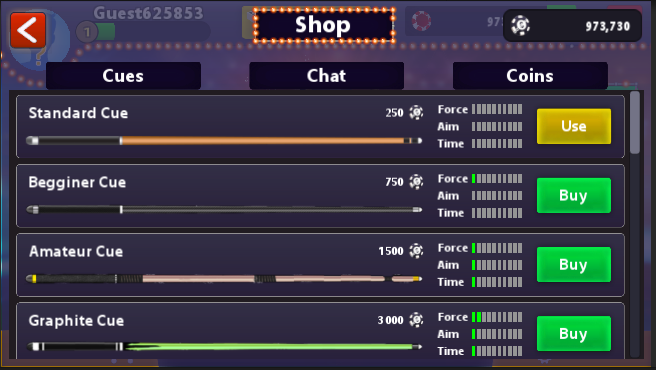 Guest625853
Shop
973,730
1
Cues
Chat
Coins
Standard Cue
250
Force
Aim
Time
Use
Begginer Cue
750
Force
Aim
Time
Buy
Amateur Cue
1500
Force
Aim
Time
Buy
Graphite Cue
3000
Force
Aim
Time
Buy